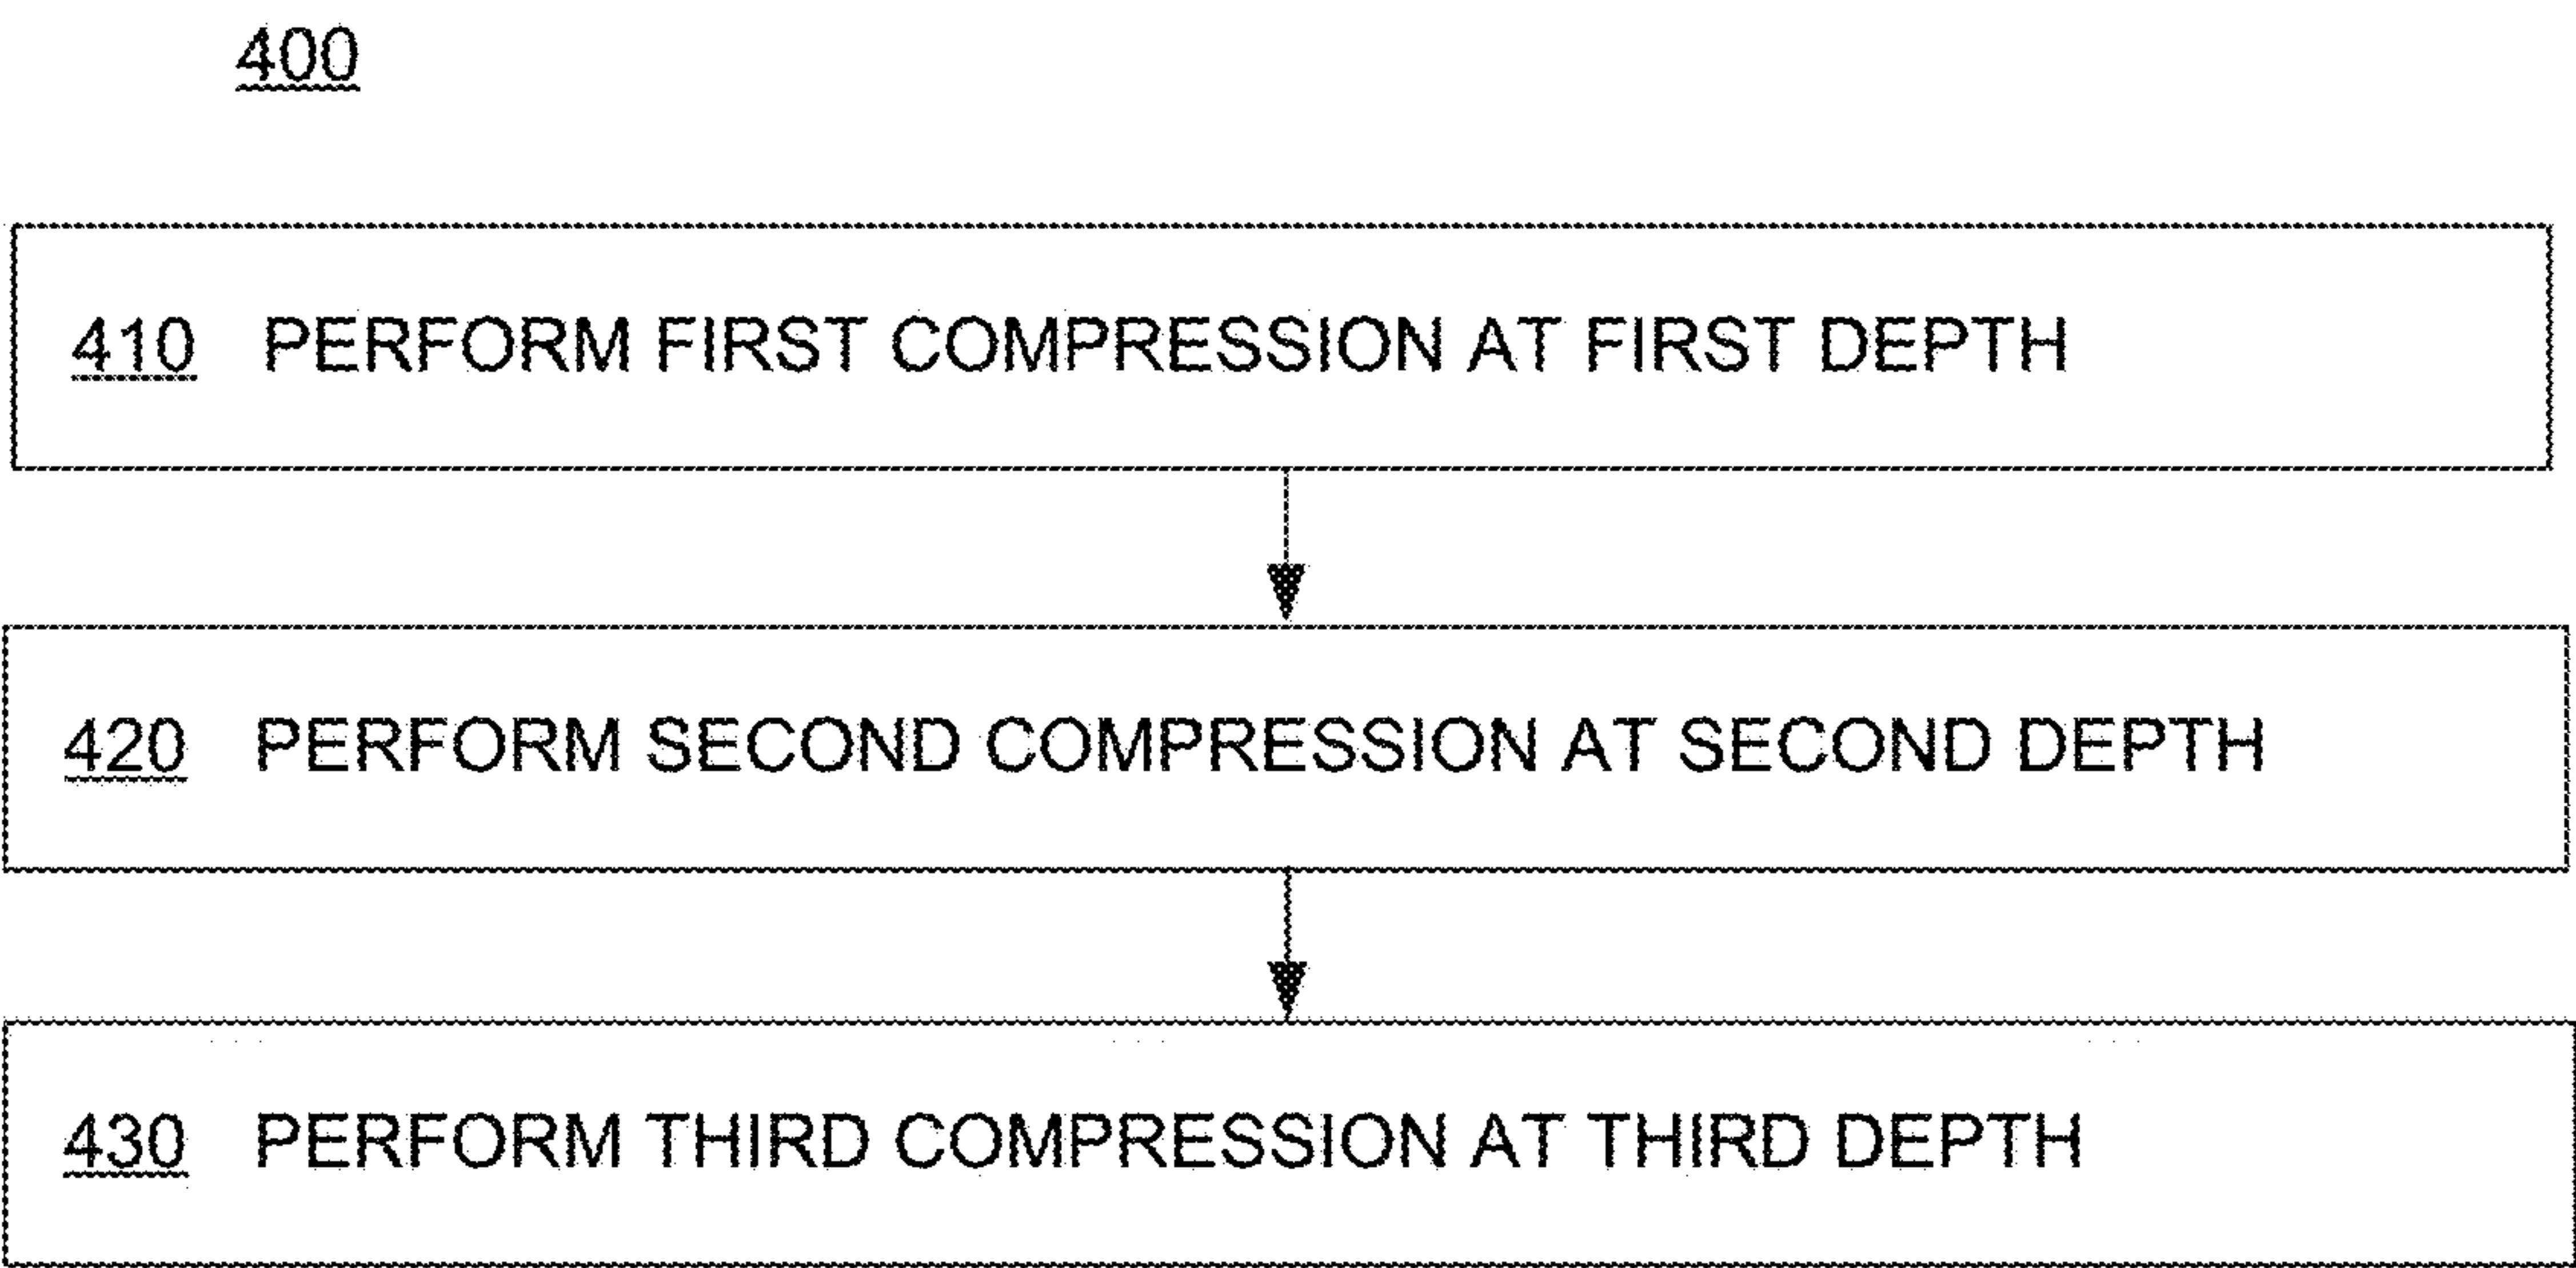 400
410 PERFORM FIRST COMPRESSION AT FIRST DEPTH
420 PERFORM SECOND COMPRESSION AT SECOND DEPTH
430 PERFORM THIRD COMPRESSION AT THIRD DEPTH